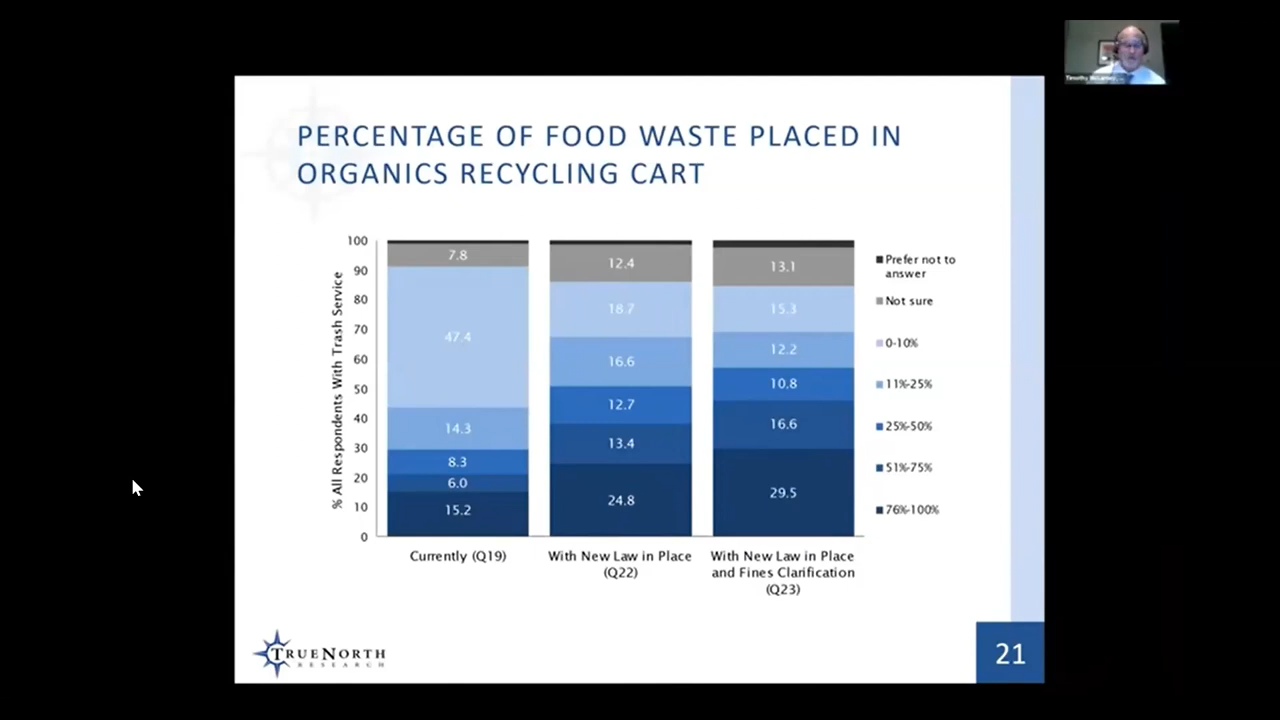 PERCENTAGE OF FOOD WASTE PLACED IN
ORGANICS RECYCLING CART
% All Respondents With Trash Service
100
90
80
70
60
50
40
30
20
10
0
7.8
47.4
14.3
8.3
6.0
15.2
12.4
18.7
16.6
12.7
13.4
24.8
13.1
15.3
12.2
10.8
16.6
29.5
Currently (Q19)
With New Law in Place
(Q22)
With New Law in Place
and Fines Clarification
(Q23)
Prefer not to
answer
Not sure
0-10%
11%-25%
25%-50%
51%-75%
76%-100%
TRUENORTH
RESEARCH
21
Timothy